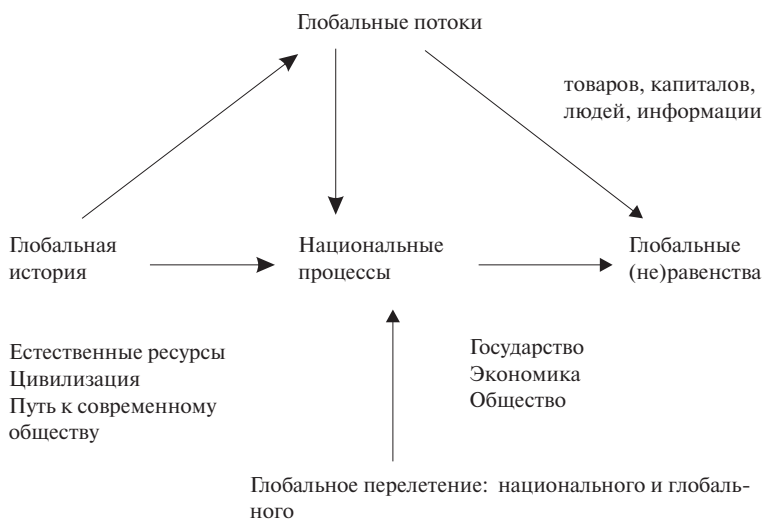 Глобальные потоки
товаров, капиталов,
людей, информации
Глобальная
история
Национальные
процессы
Глобальные
(не)равенства
Естественные ресурсы
Цивилизация
Путь к современному
обществу
Государство
Экономика
Общество
Глобальное перелетение: национального и глобаль-
ного